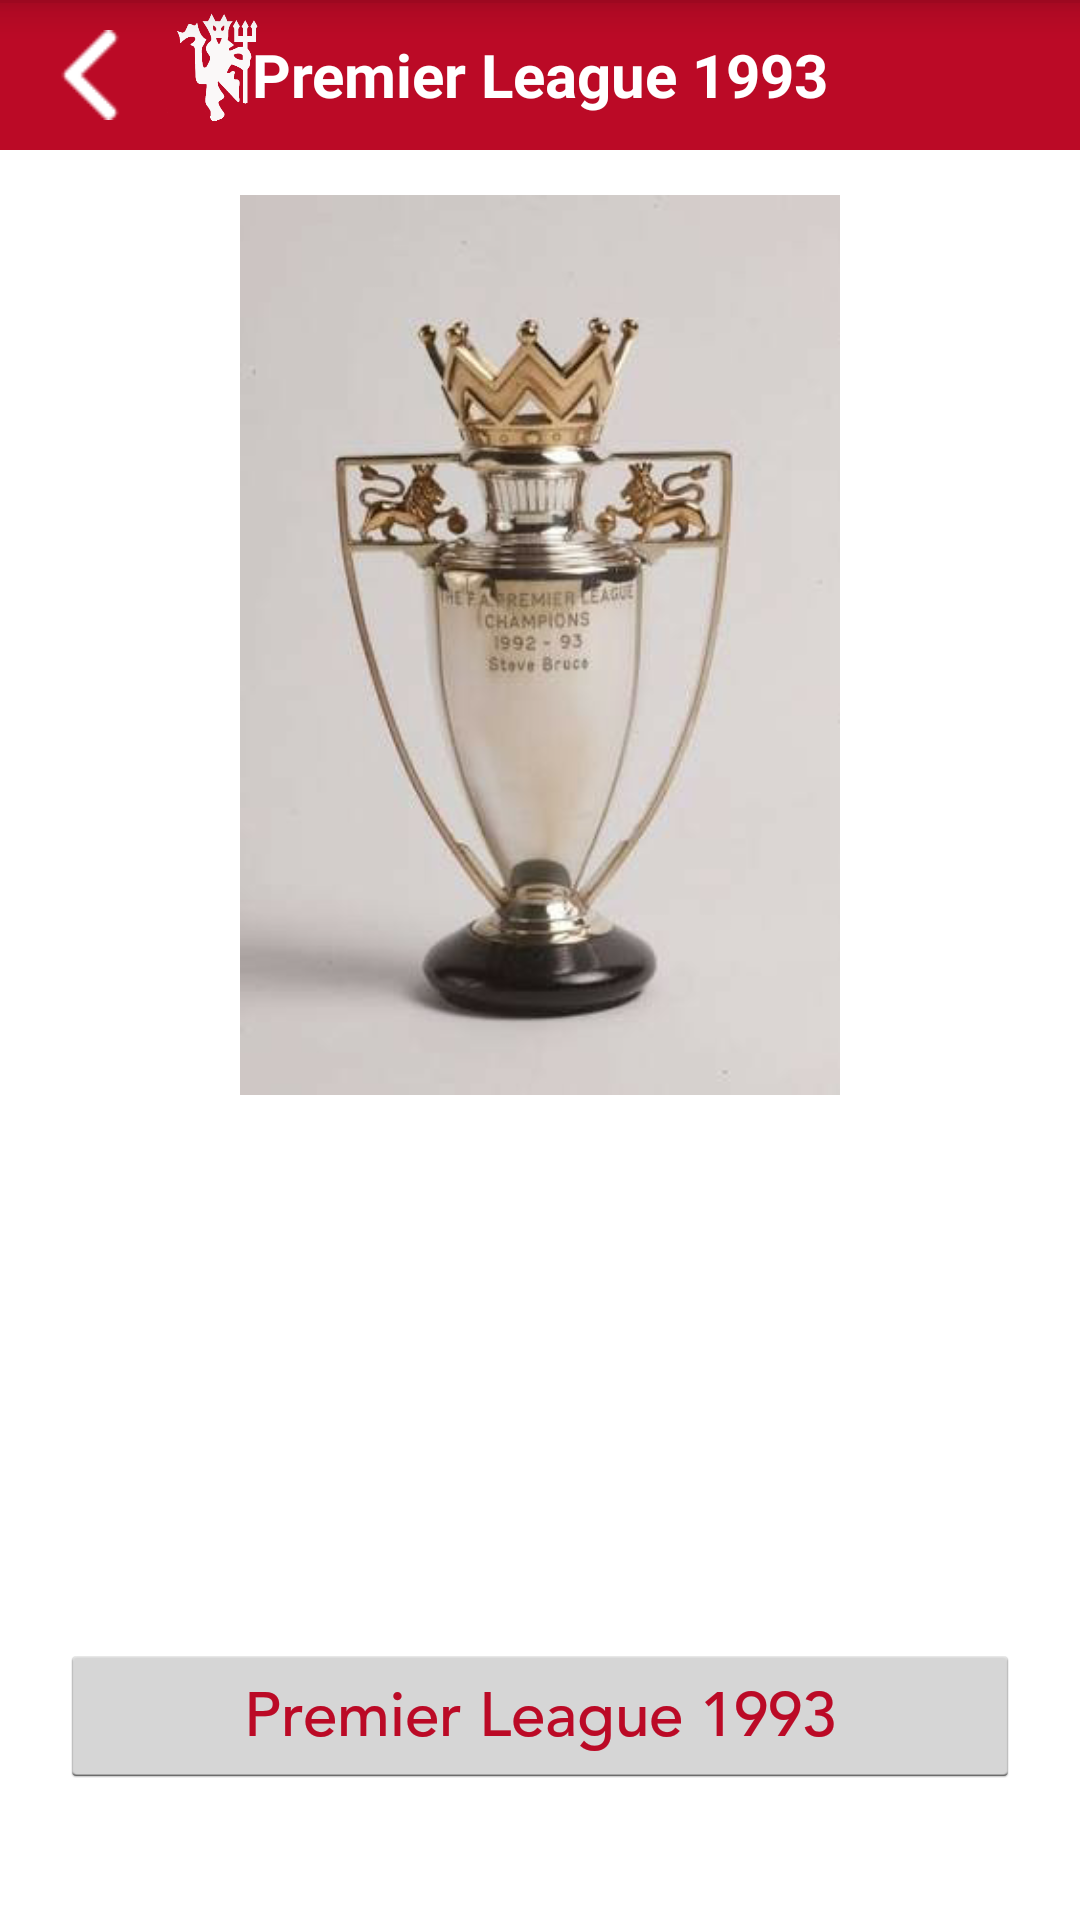 Premier League 1993
THE F.A. PREMIER LEAGUE
CHAMPIONS
1992 - 93
Steve Bruce
Premier League 1993